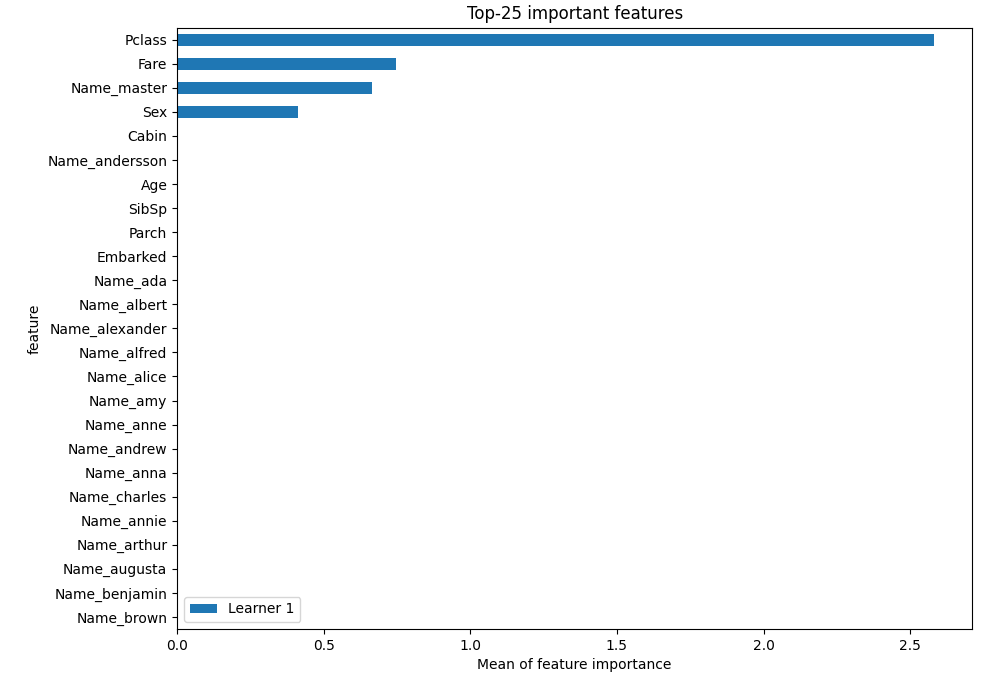 Top-25 important features
Pclass
Fare
Name_master
Sex
Cabin
Name_andersson
Age
SibSp
Parch
Embarked
Name_ada
Name_albert
Name_alexander
Name_alfred
Name_alice
Name_amy
Name_anne
Name_andrew
Name_anna
Name_charles
Name_annie
Name_arthur
Name_augusta
Name_benjamin
Name_brown
feature
Learner 1
0.0 0.5 1.0 1.5 2.0 2.5
Mean of feature importance